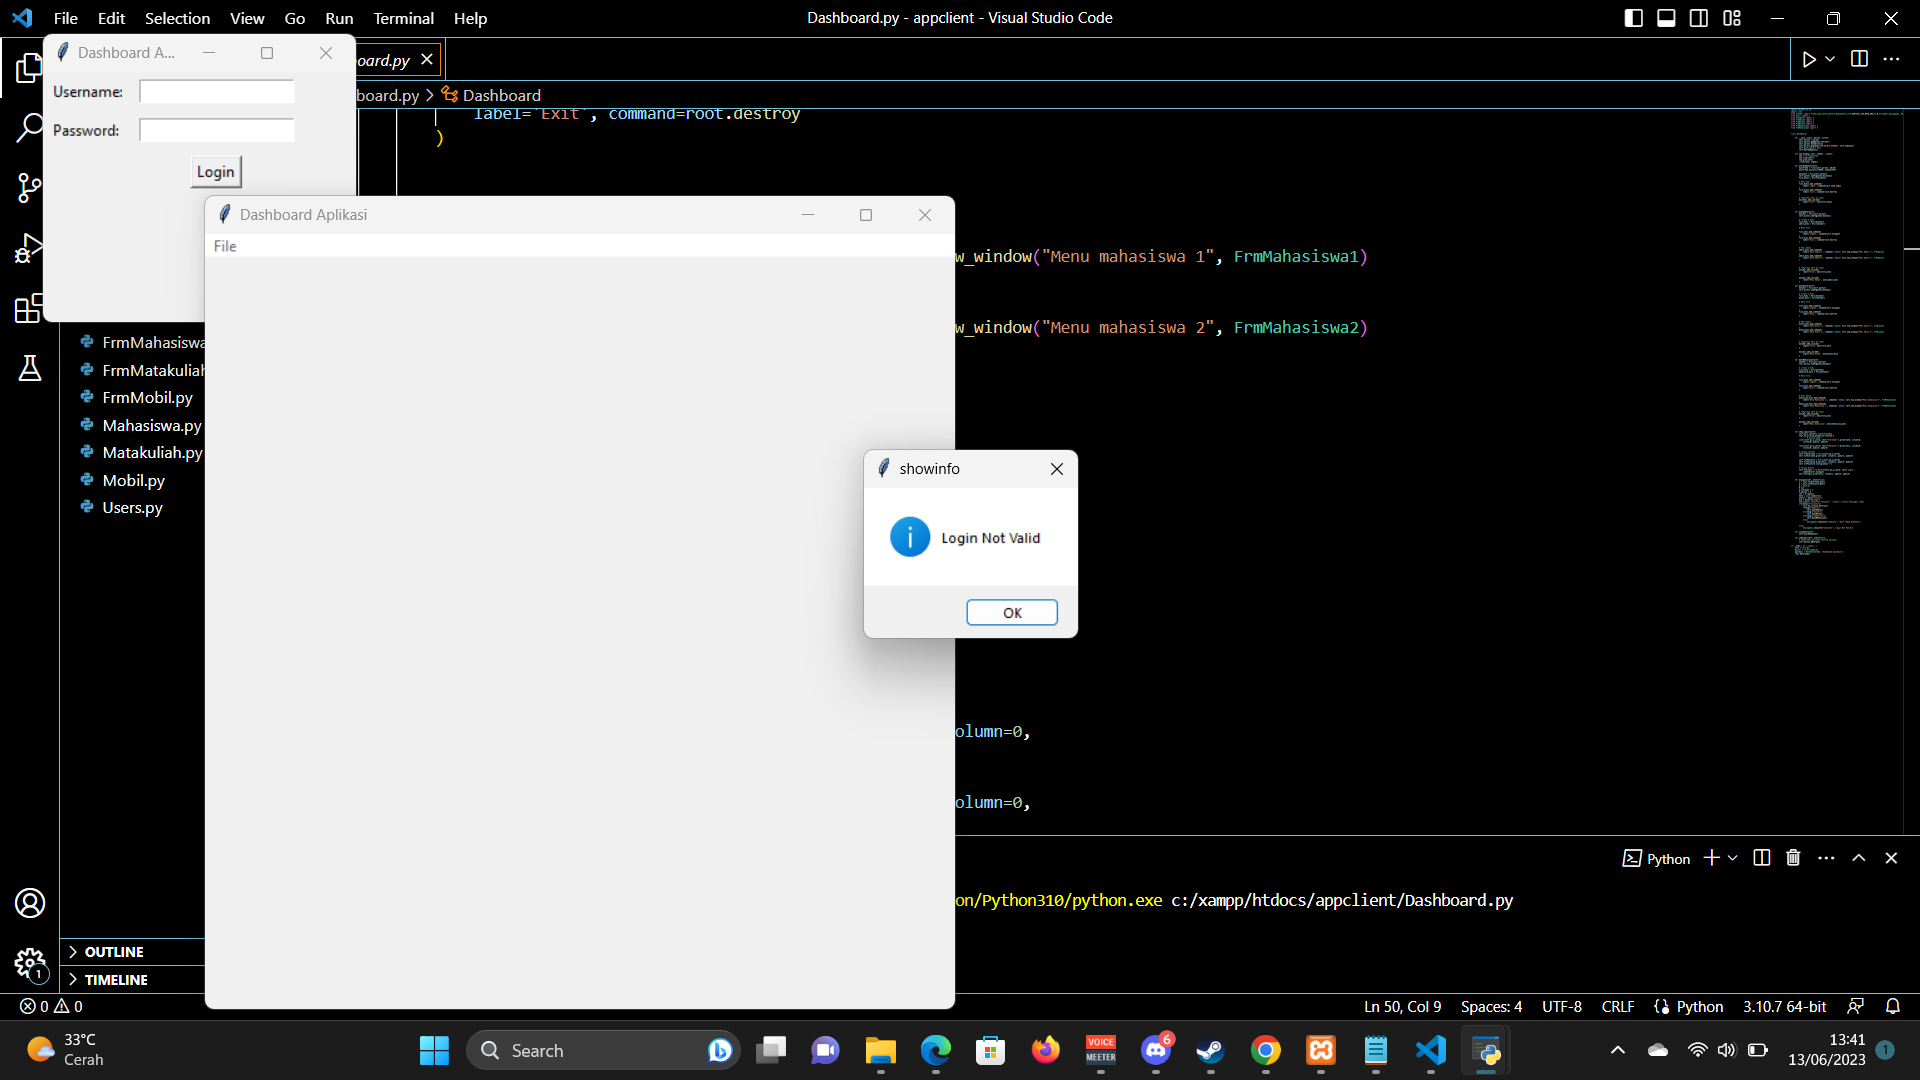 File Edit Selection View Go Run Terminal Help
Dashboard.py - appclient - Visual Studio Code
Dashboard A...
Username:
Password:
Login
oard.py
board.py > Dashboard
label='Exit', command=root.destroy
)
Dashboard Aplikasi
File
w_window("Menu mahasiswa 1", FrmMahasiswa1)
w_window("Menu mahasiswa 2", FrmMahasiswa2)
FrmMahasiswa
FrmMatakuliah
FrmMobil.py
Mahasiswa.py
Matakuliah.py
Mobil.py
Users.py
showinfo
Login Not Valid
OK
olumn=0,
olumn=0,
Python
on/Python310/python.exe c:/xampp/htdocs/appclient/Dashboard.py
OUTLINE
TIMELINE
1
0 0
Ln 50, Col 9 Spaces: 4 UTF-8 CRLF Python 3.10.7 64-bit
33°C
Cerah
Search
VOICE
MEETER
6
13:41
13/06/2023
1